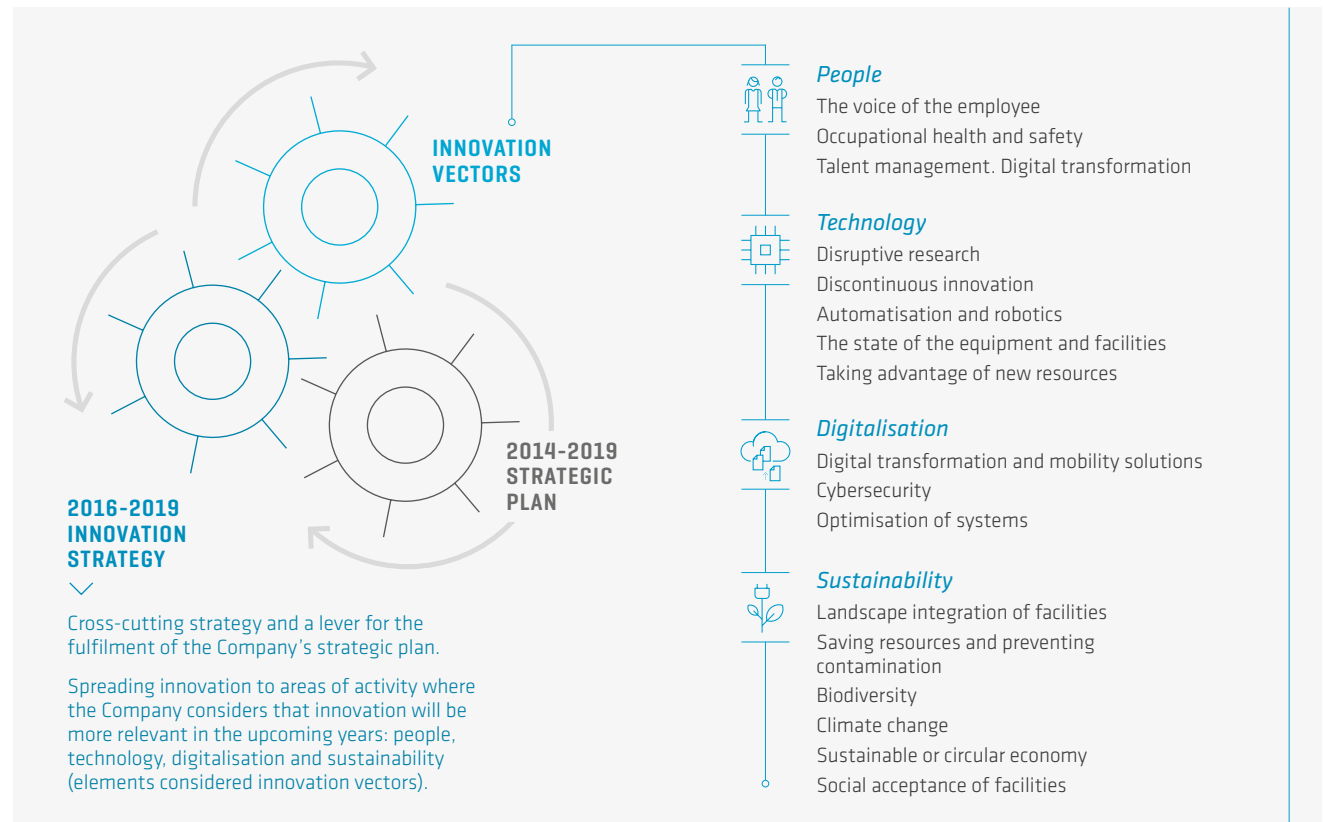 INNOVATION
VECTORS
2014-2019
STRATEGIC
PLAN
2016-2019
INNOVATION
STRATEGY
Cross-cutting strategy and a lever for the
fulfilment of the Company's strategic plan.
Spreading innovation to areas of activity where
the Company considers that innovation will be
more relevant in the upcoming years: people,
technology, digitalisation and sustainability
(elements considered innovation vectors).
People
The voice of the employee
Occupational health and safety
Talent management. Digital transformation
Technology
Disruptive research
Discontinuous innovation
Automatisation and robotics
The state of the equipment and facilities
Taking advantage of new resources
Digitalisation
Digital transformation and mobility solutions
Cybersecurity
Optimisation of systems
Sustainability
Landscape integration of facilities
Saving resources and preventing
contamination
Biodiversity
Climate change
Sustainable or circular economy
Social acceptance of facilities